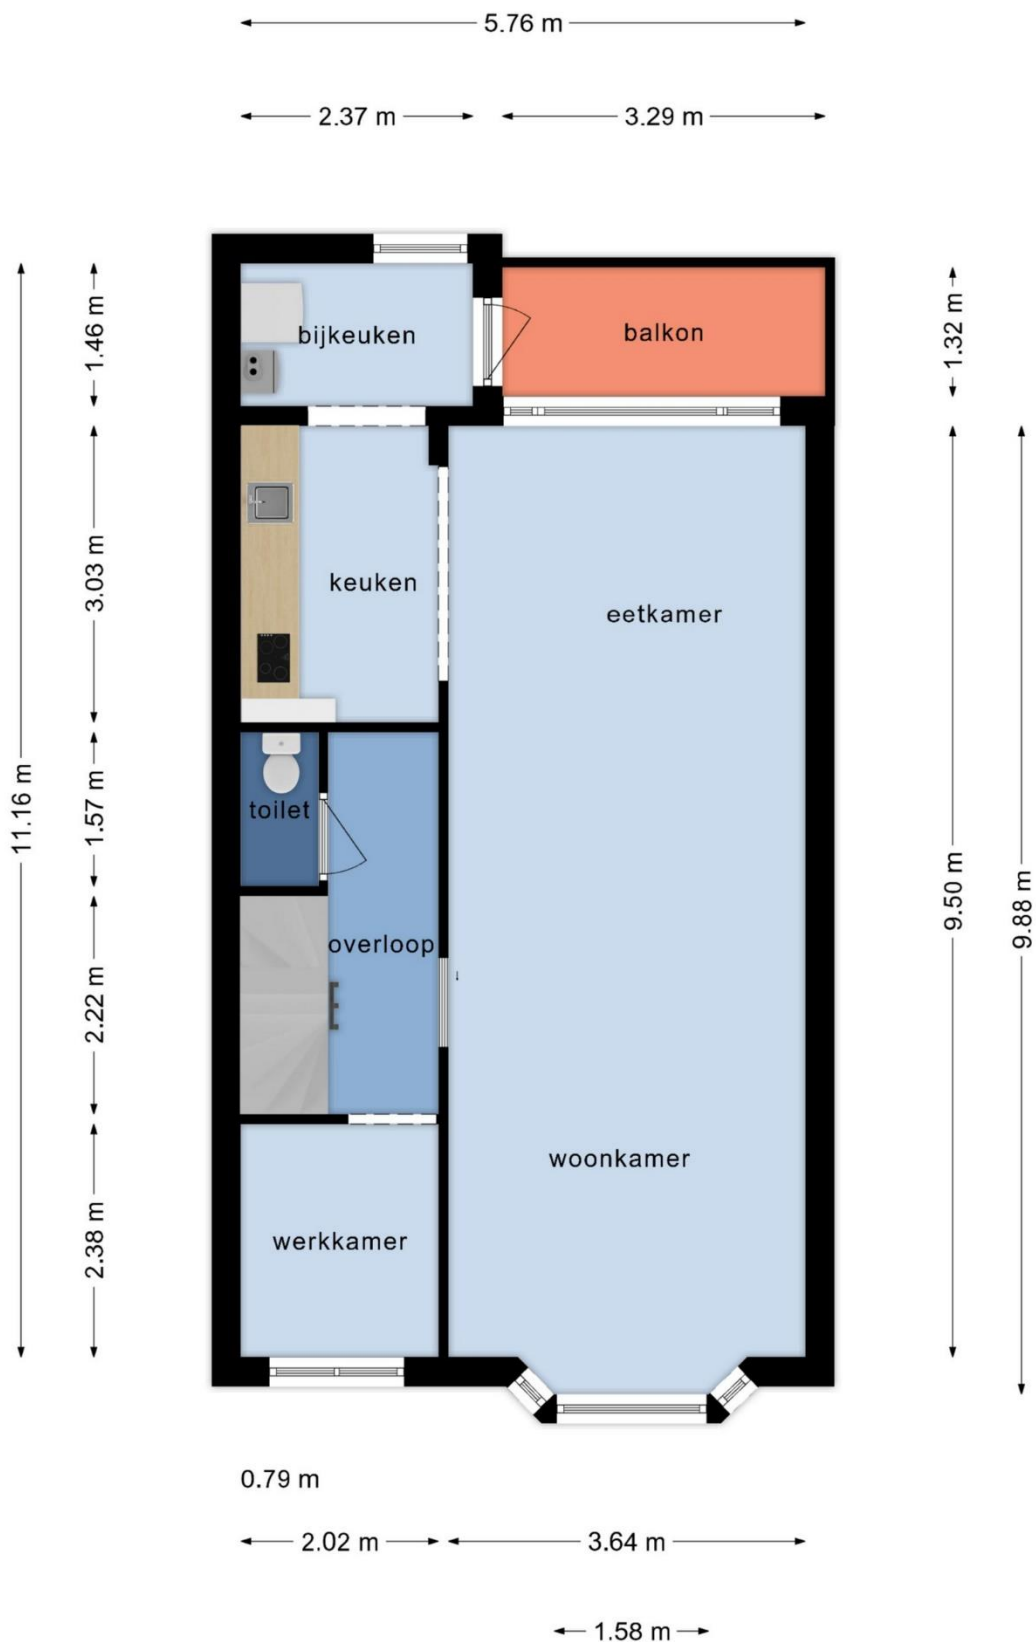 5.76 m
2.37 m
3.29 m
11.16 m
1.46 m
3.03 m
1.57 m
2.22 m
2.38 m
bijkeuken
balkon
keuken
eetkamer
toilet
overloop
woonkamer
werkkamer
1.32 m
9.50 m
9.88 m
0.79 m
2.02 m
3.64 m
1.58 m